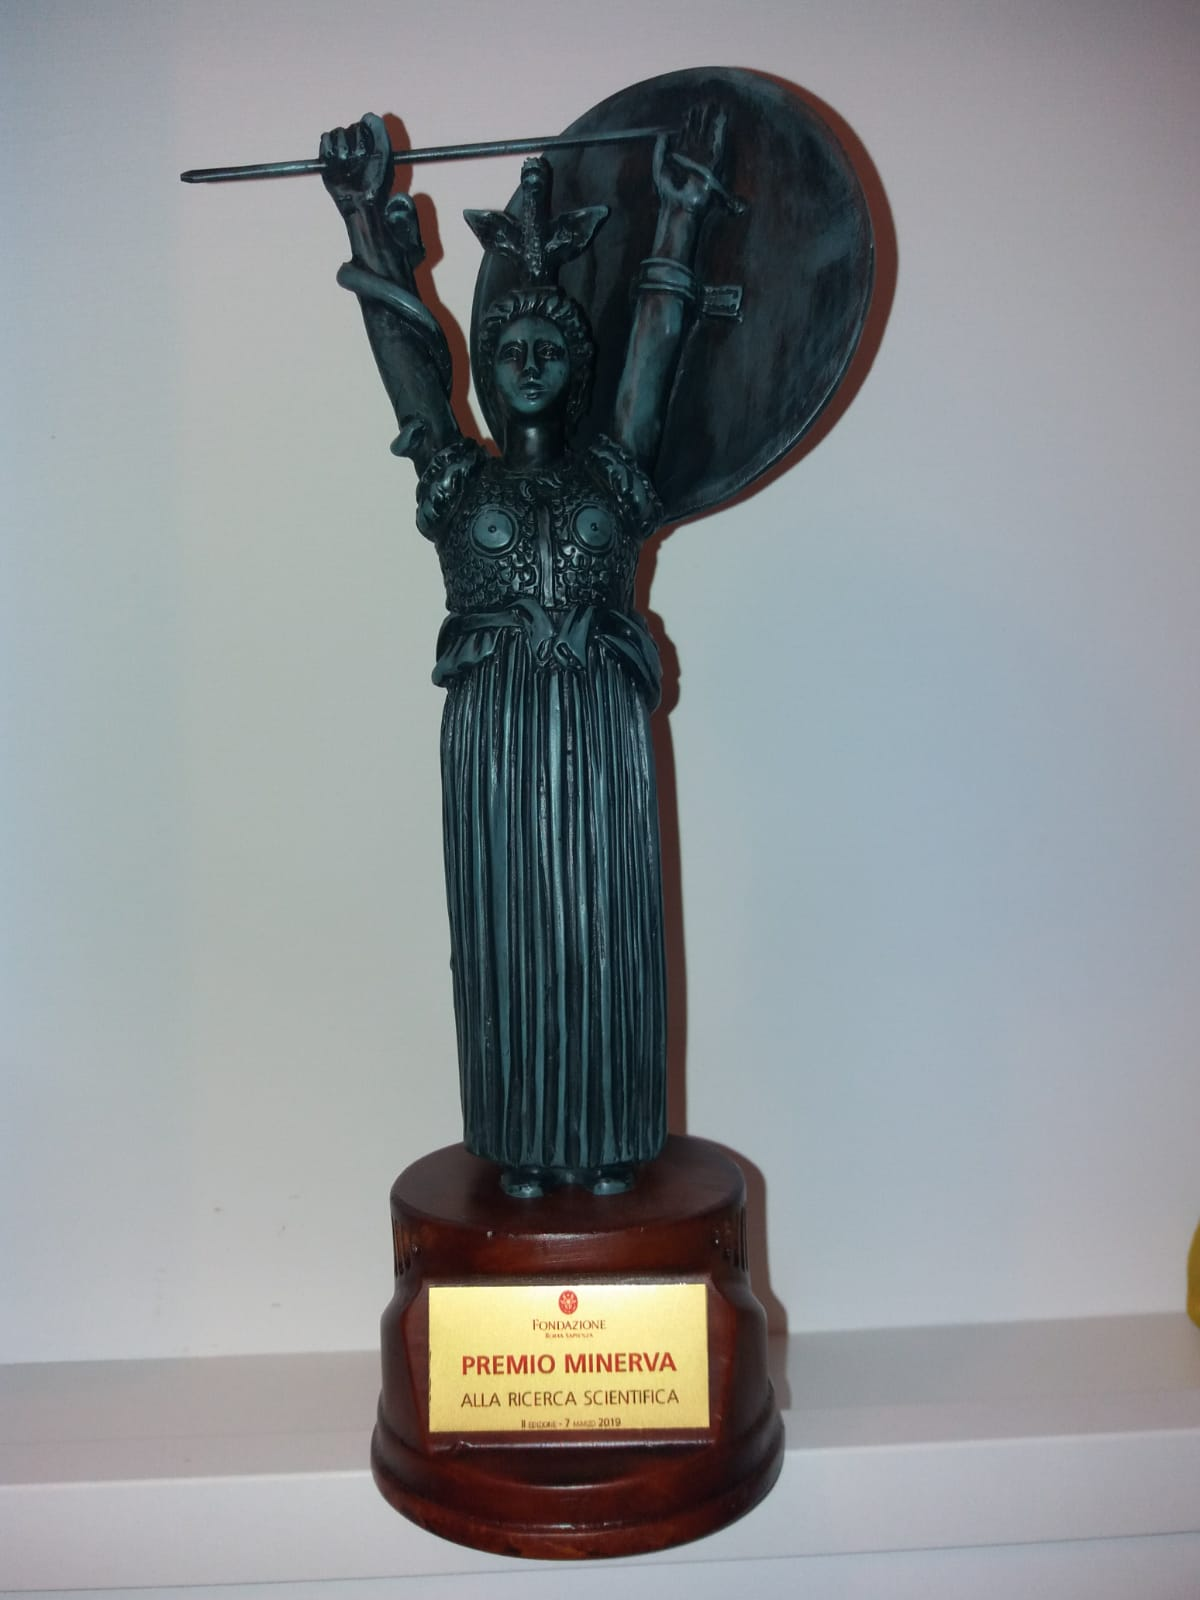 FONDAZIONE
ROMA SAPIENZA
PREMIO MINERVA
ALLA RICERCA SCIENTIFICA
II EDIZIONE - 7 MARZO 2019